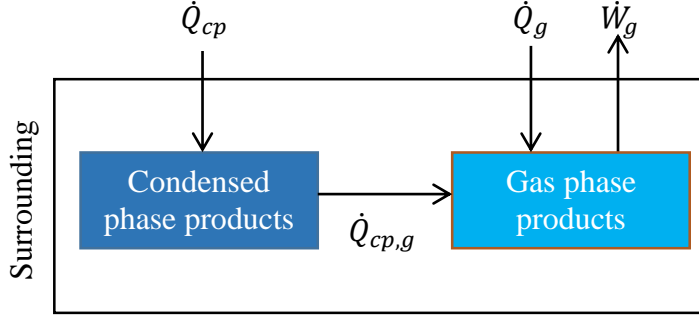 Q̇cp
Q̇g
Ẇg
Surrounding
Condensed
phase products
Q̇cp,g
Gas phase
products